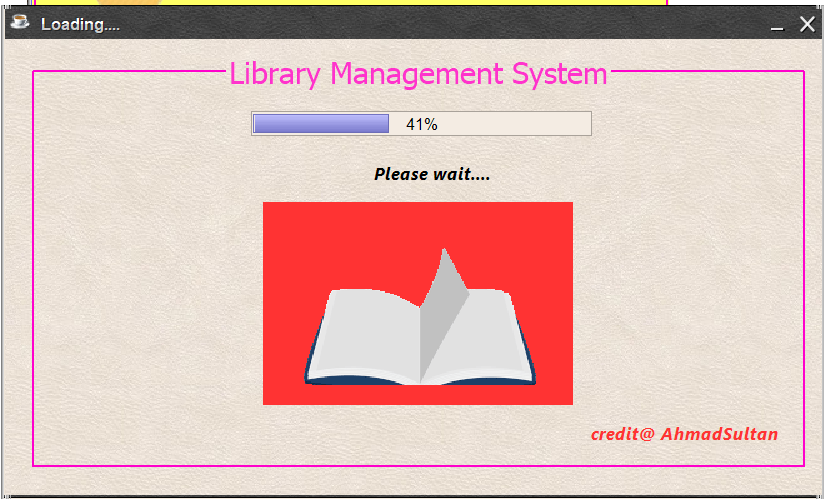 Loading....
Library Management System
41%
Please wait....
credit@ AhmadSultan